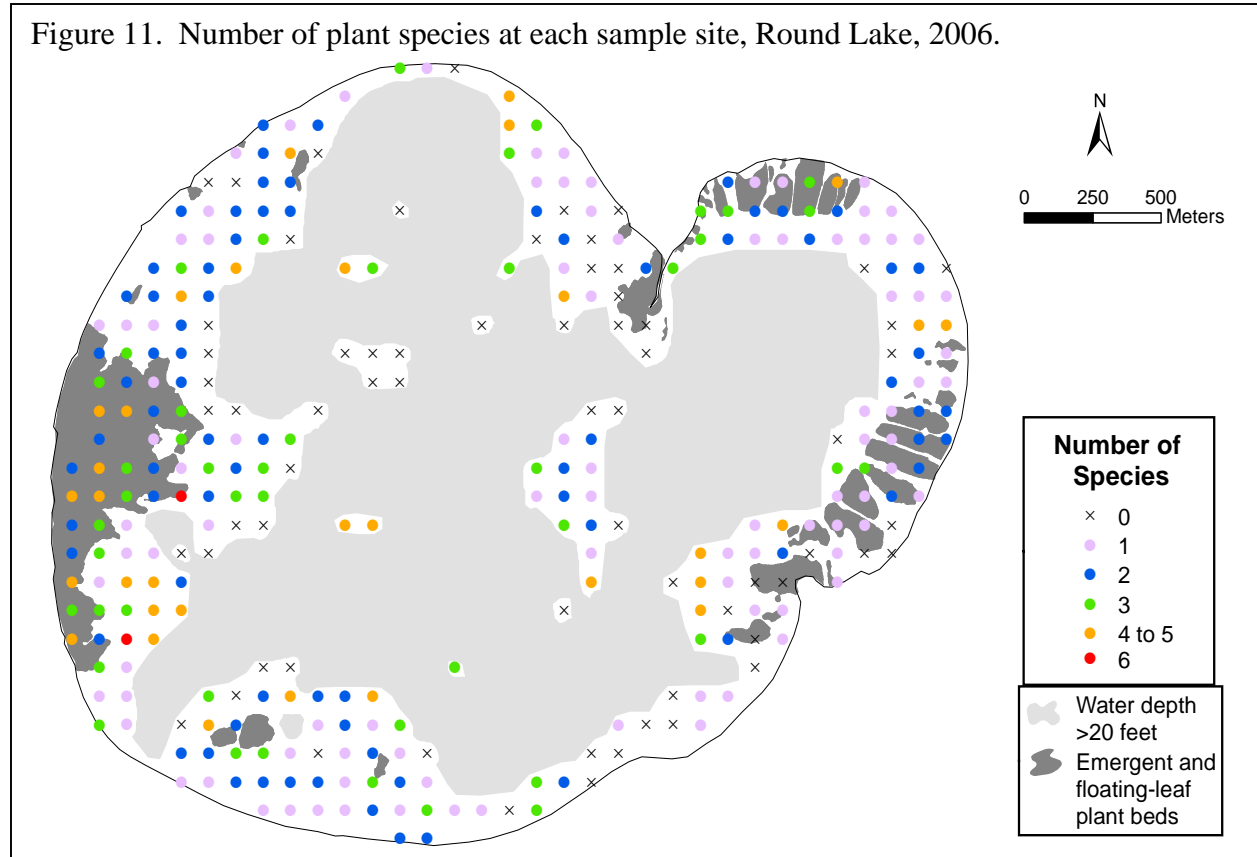 Figure 11. Number of plant species at each sample site, Round Lake, 2006.
N
0 250 500
Meters
Number of
Species
× 0
1
2
3
4 to 5
6
Water depth
>20 feet
Emergent and
floating-leaf
plant beds